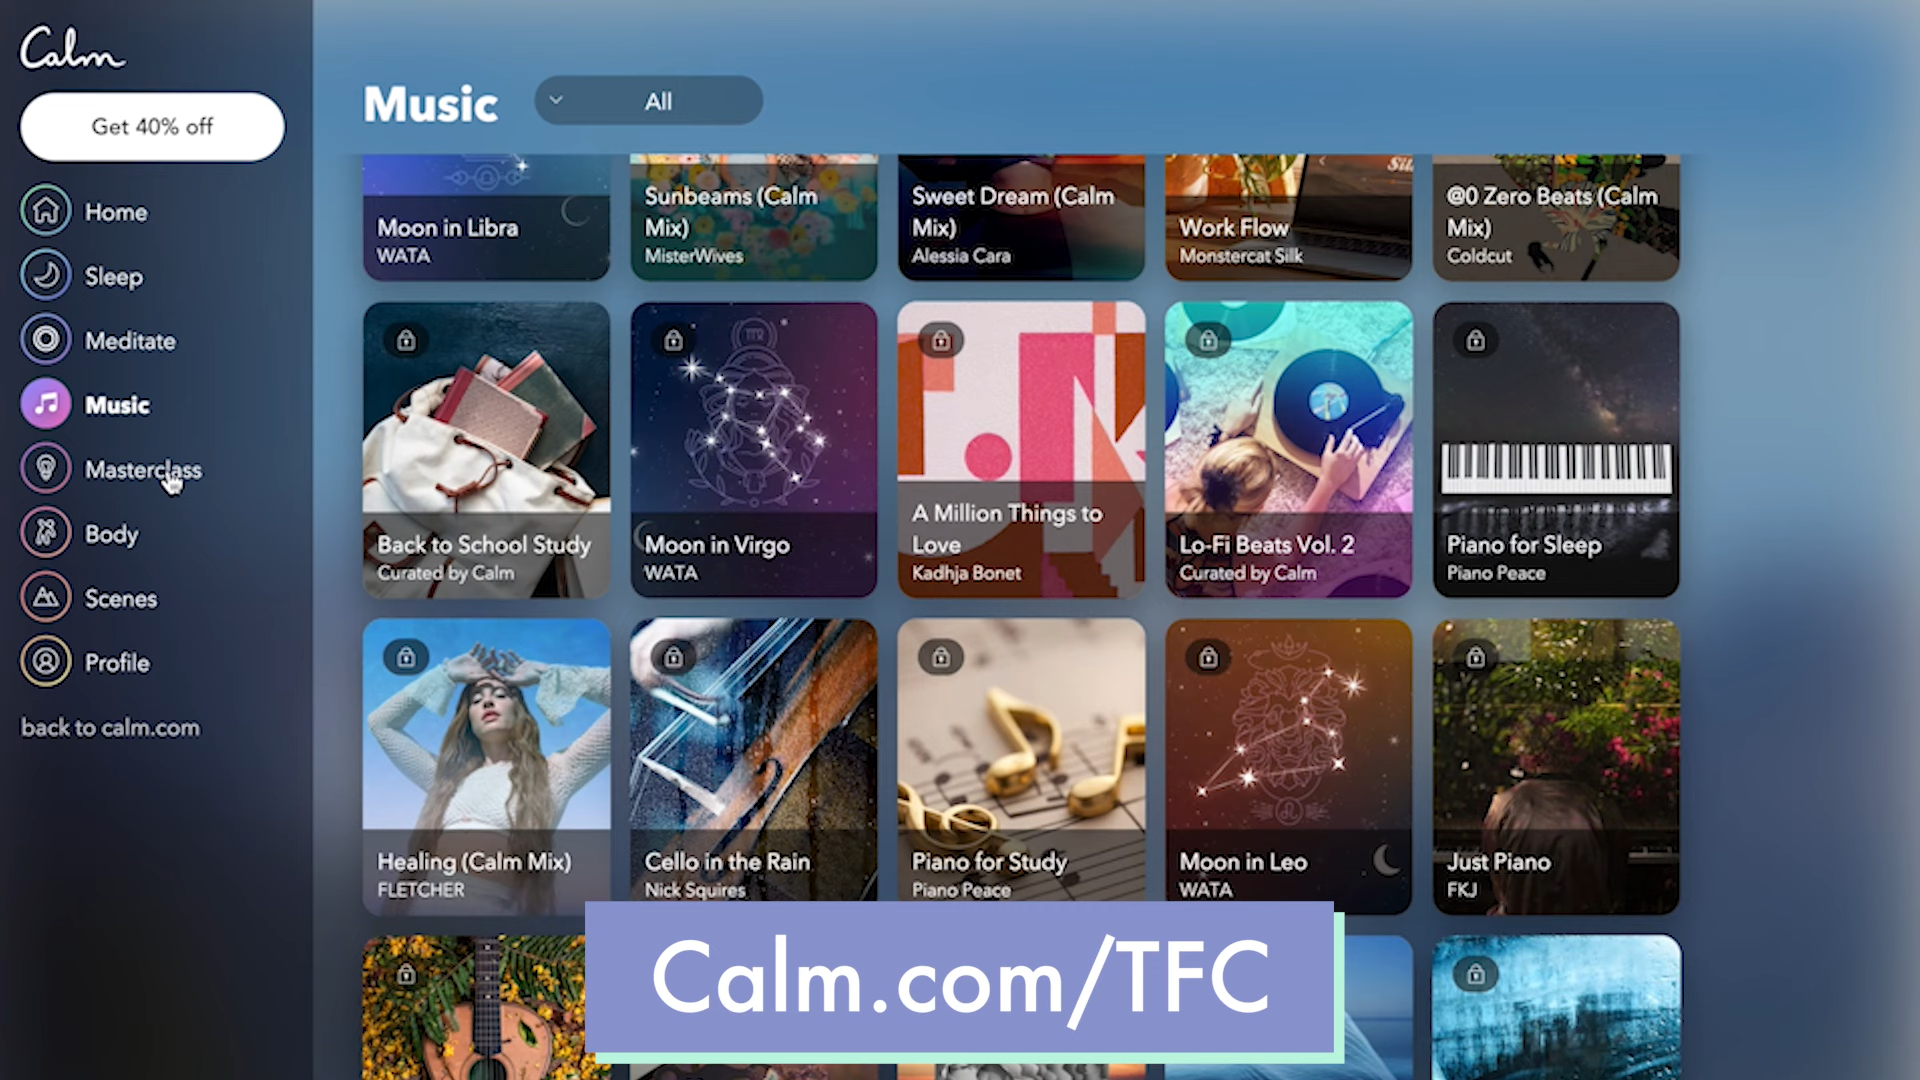 Calm
Get 40% off
Home
Sleep
Meditate
Music
Masterclass
Body
Scenes
Profile
back to calm.com
Music
All
Moon in Libra
WATA
Sunbeams (Calm
Mix)
MisterWives
Sweet Dream (Calm
Mix)
Alessia Cara
Work Flow
Monstercat Silk
@0 Zero Beats (Calm
Mix)
Coldcut
Back to School Study
Curated by Calm
Moon in Virgo
WATA
A Million Things to
Love
Kadhja Bonet
Lo-Fi Beats Vol. 2
Curated by Calm
Piano for Sleep
Piano Peace
Healing (Calm Mix)
FLETCHER
Cello in the Rain
Nick Squires
Piano for Study
Piano Peace
Moon in Leo
WATA
Just Piano
FKJ
Calm.com/TFC